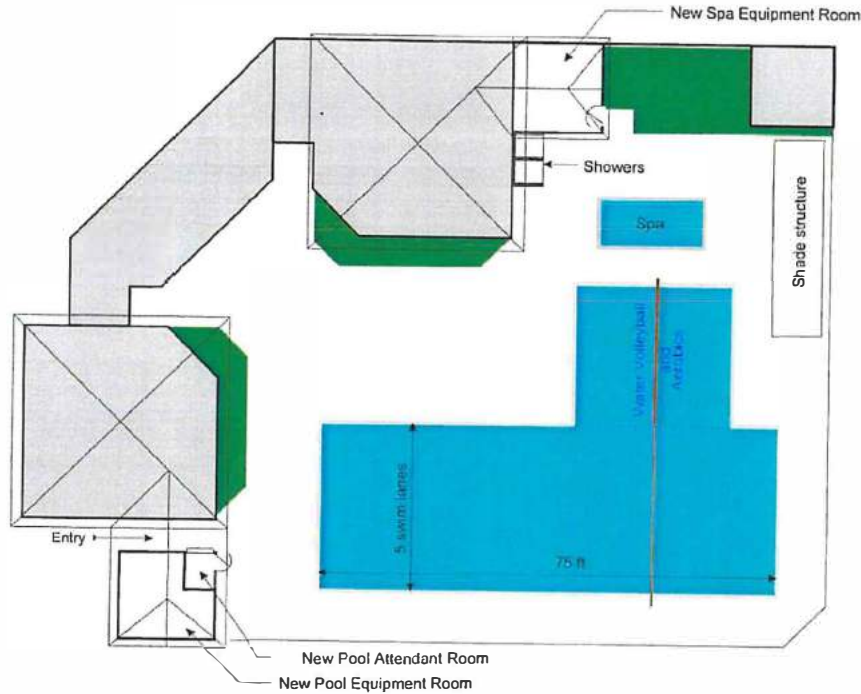 New Spa Equipment Room
Showers
Spa
Shade structure
Water Volleyball
and
Aerobics
5 swim lanes
75 ft
Entry
New Pool Attendant Room
New Pool Equipment Room